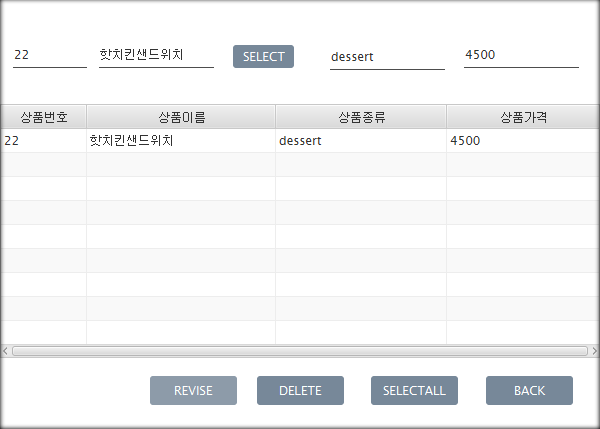 22 핫치킨샌드위치 SELECT dessert 4500
상품번호 상품이름 상품종류 상품가격
22 핫치킨샌드위치 dessert 4500
REVISE DELETE SELECTALL BACK